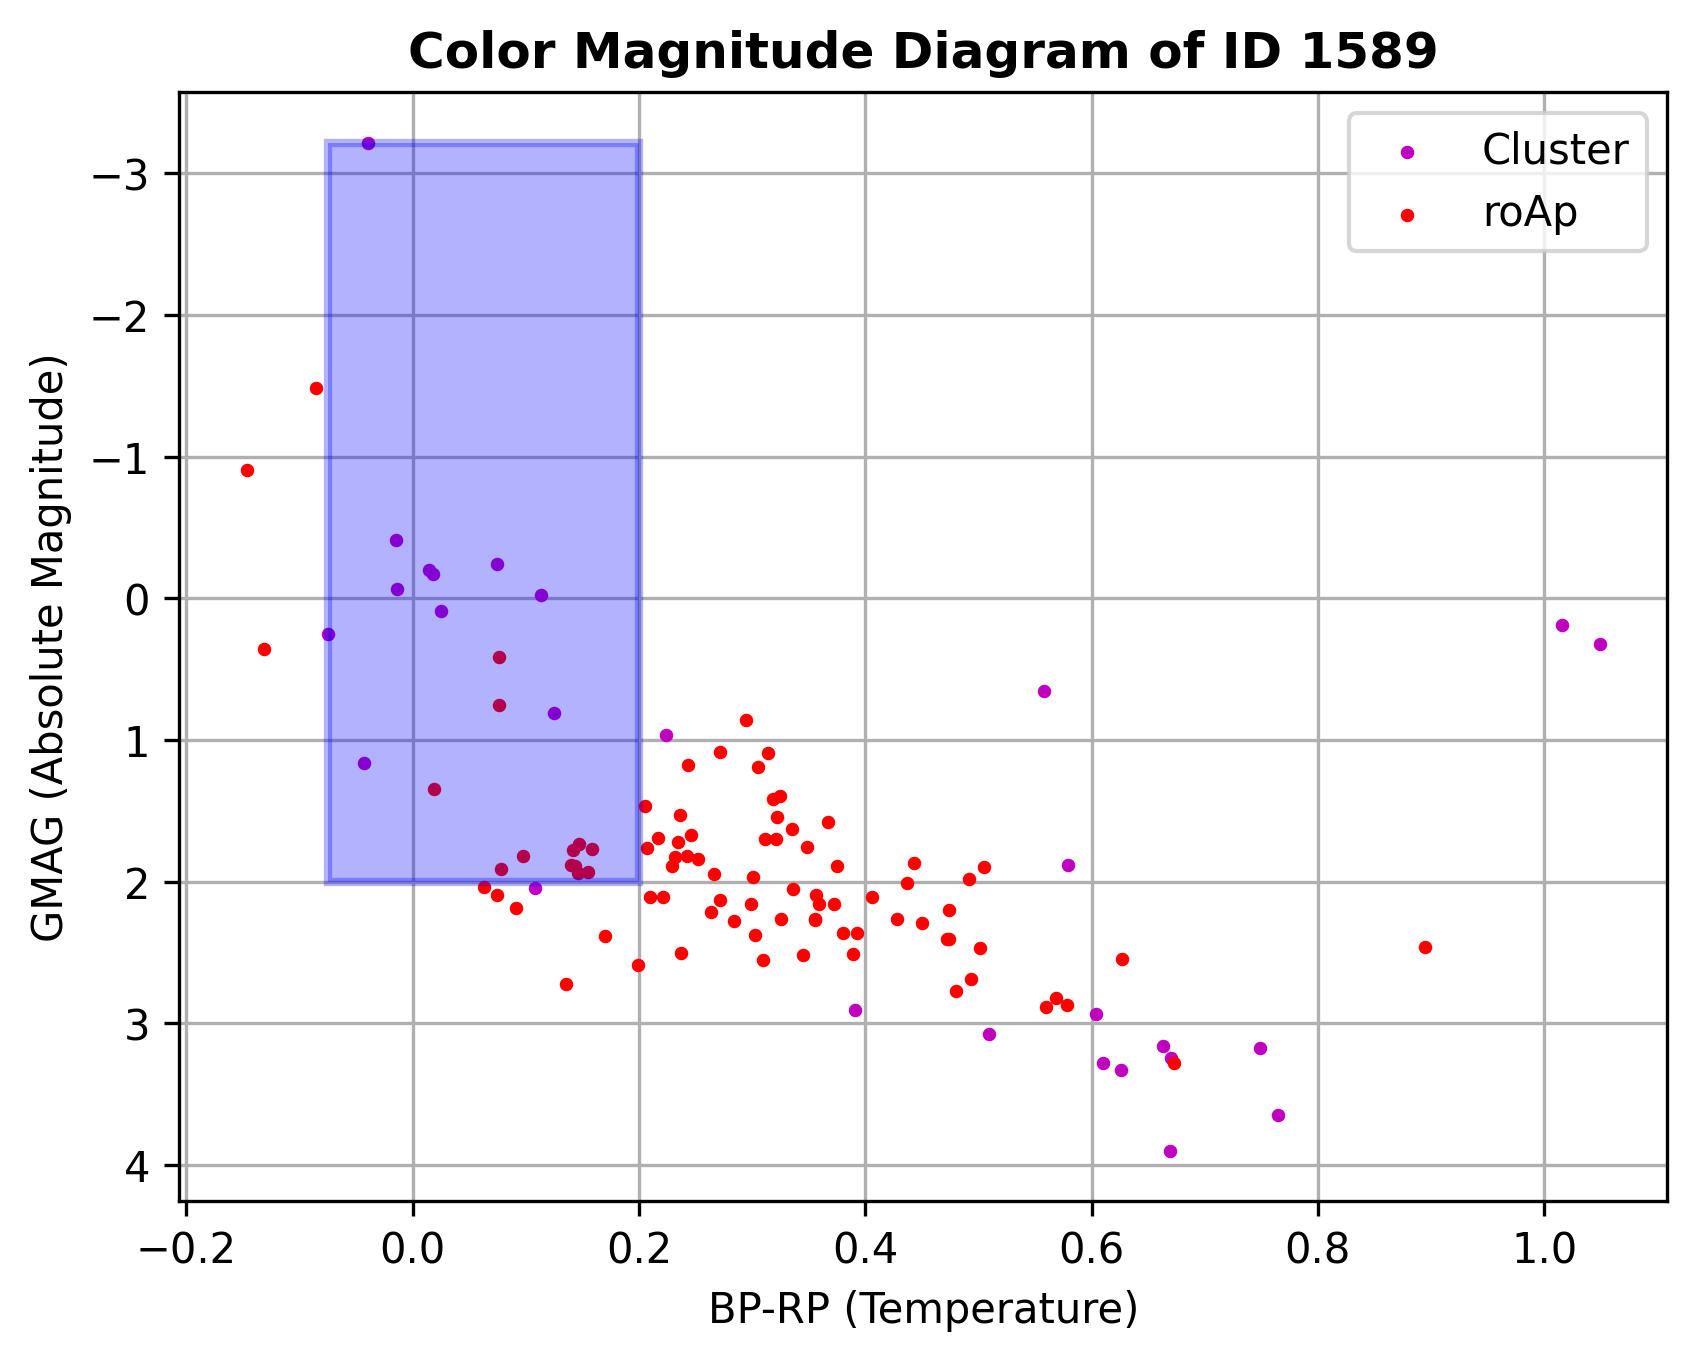 Color Magnitude Diagram of ID 1589
Cluster
roAp
GMAG (Absolute Magnitude)
−3
−2
−1
0
1
2
3
4
−0.2 0.0 0.2 0.4 0.6 0.8 1.0
BP-RP (Temperature)